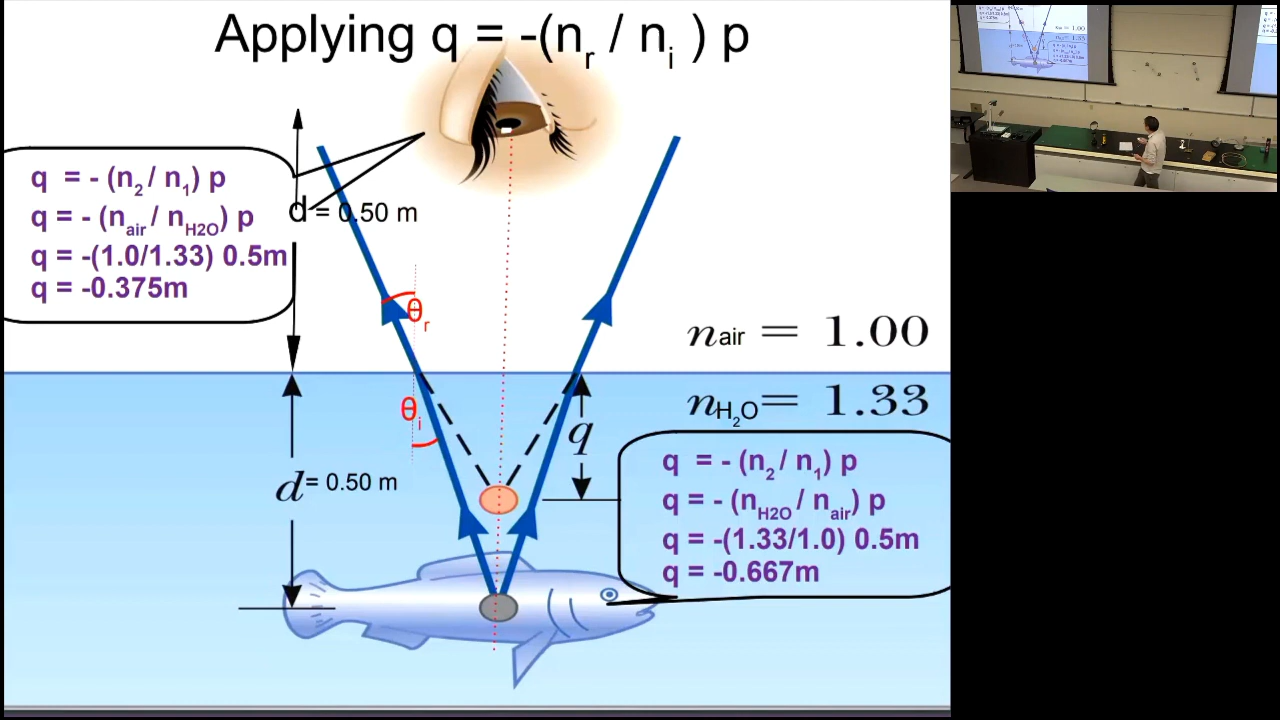 Applying q = -(nr / ni ) p
q = - (n2 / n1) p
q = - (nair / nH2O) p
q = -(1.0/1.33) 0.5m
q = -0.375m
d = 0.50 m
θr
nair = 1.00
nH2O = 1.33
θi
q
d = 0.50 m
q = - (n2 / n1) p
q = - (nH2O / nair) p
q = -(1.33/1.0) 0.5m
q = -0.667m